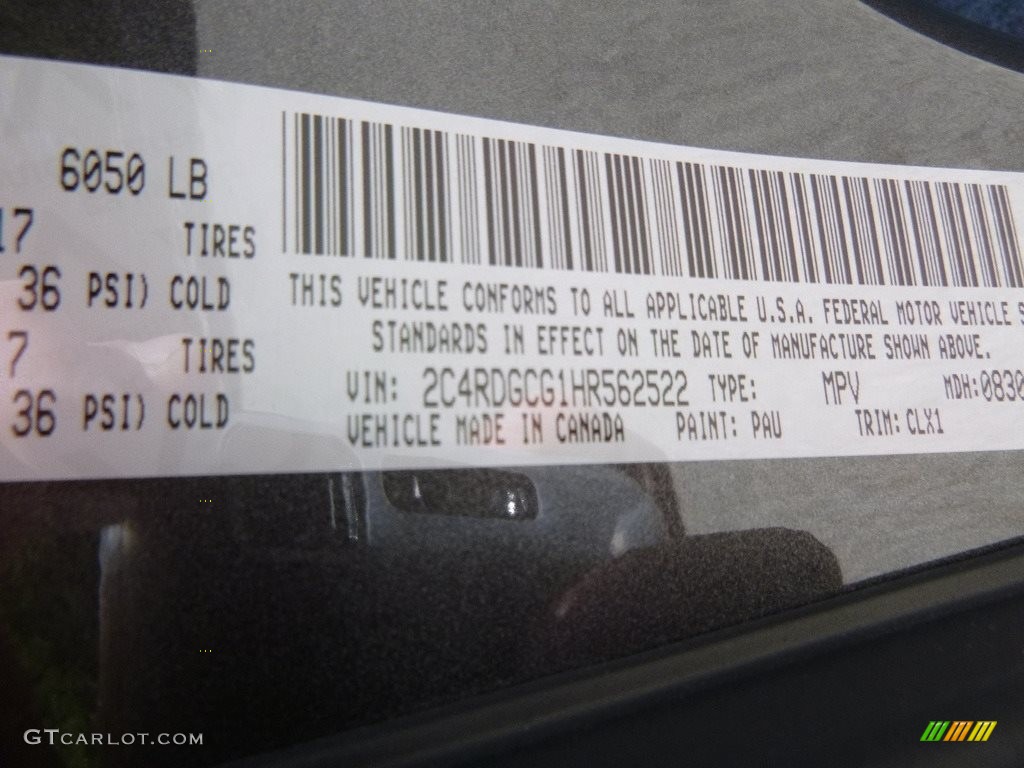 6050 LB
17 TIRES
36 PSI) COLD
7 TIRES
36 PSI) COLD
THIS VEHICLE CONFORMS TO ALL APPLICABLE U.S.A. FEDERAL MOTOR VEHICLE S
STANDARDS IN EFFECT ON THE DATE OF MANUFACTURE SHOWN ABOVE.
VIN: 2C4RDGCG1HR562522 TYPE: MPV MDH:0830
VEHICLE MADE IN CANADA PAINT: PAU TRIM: CLX1
GTCARLOT.COM